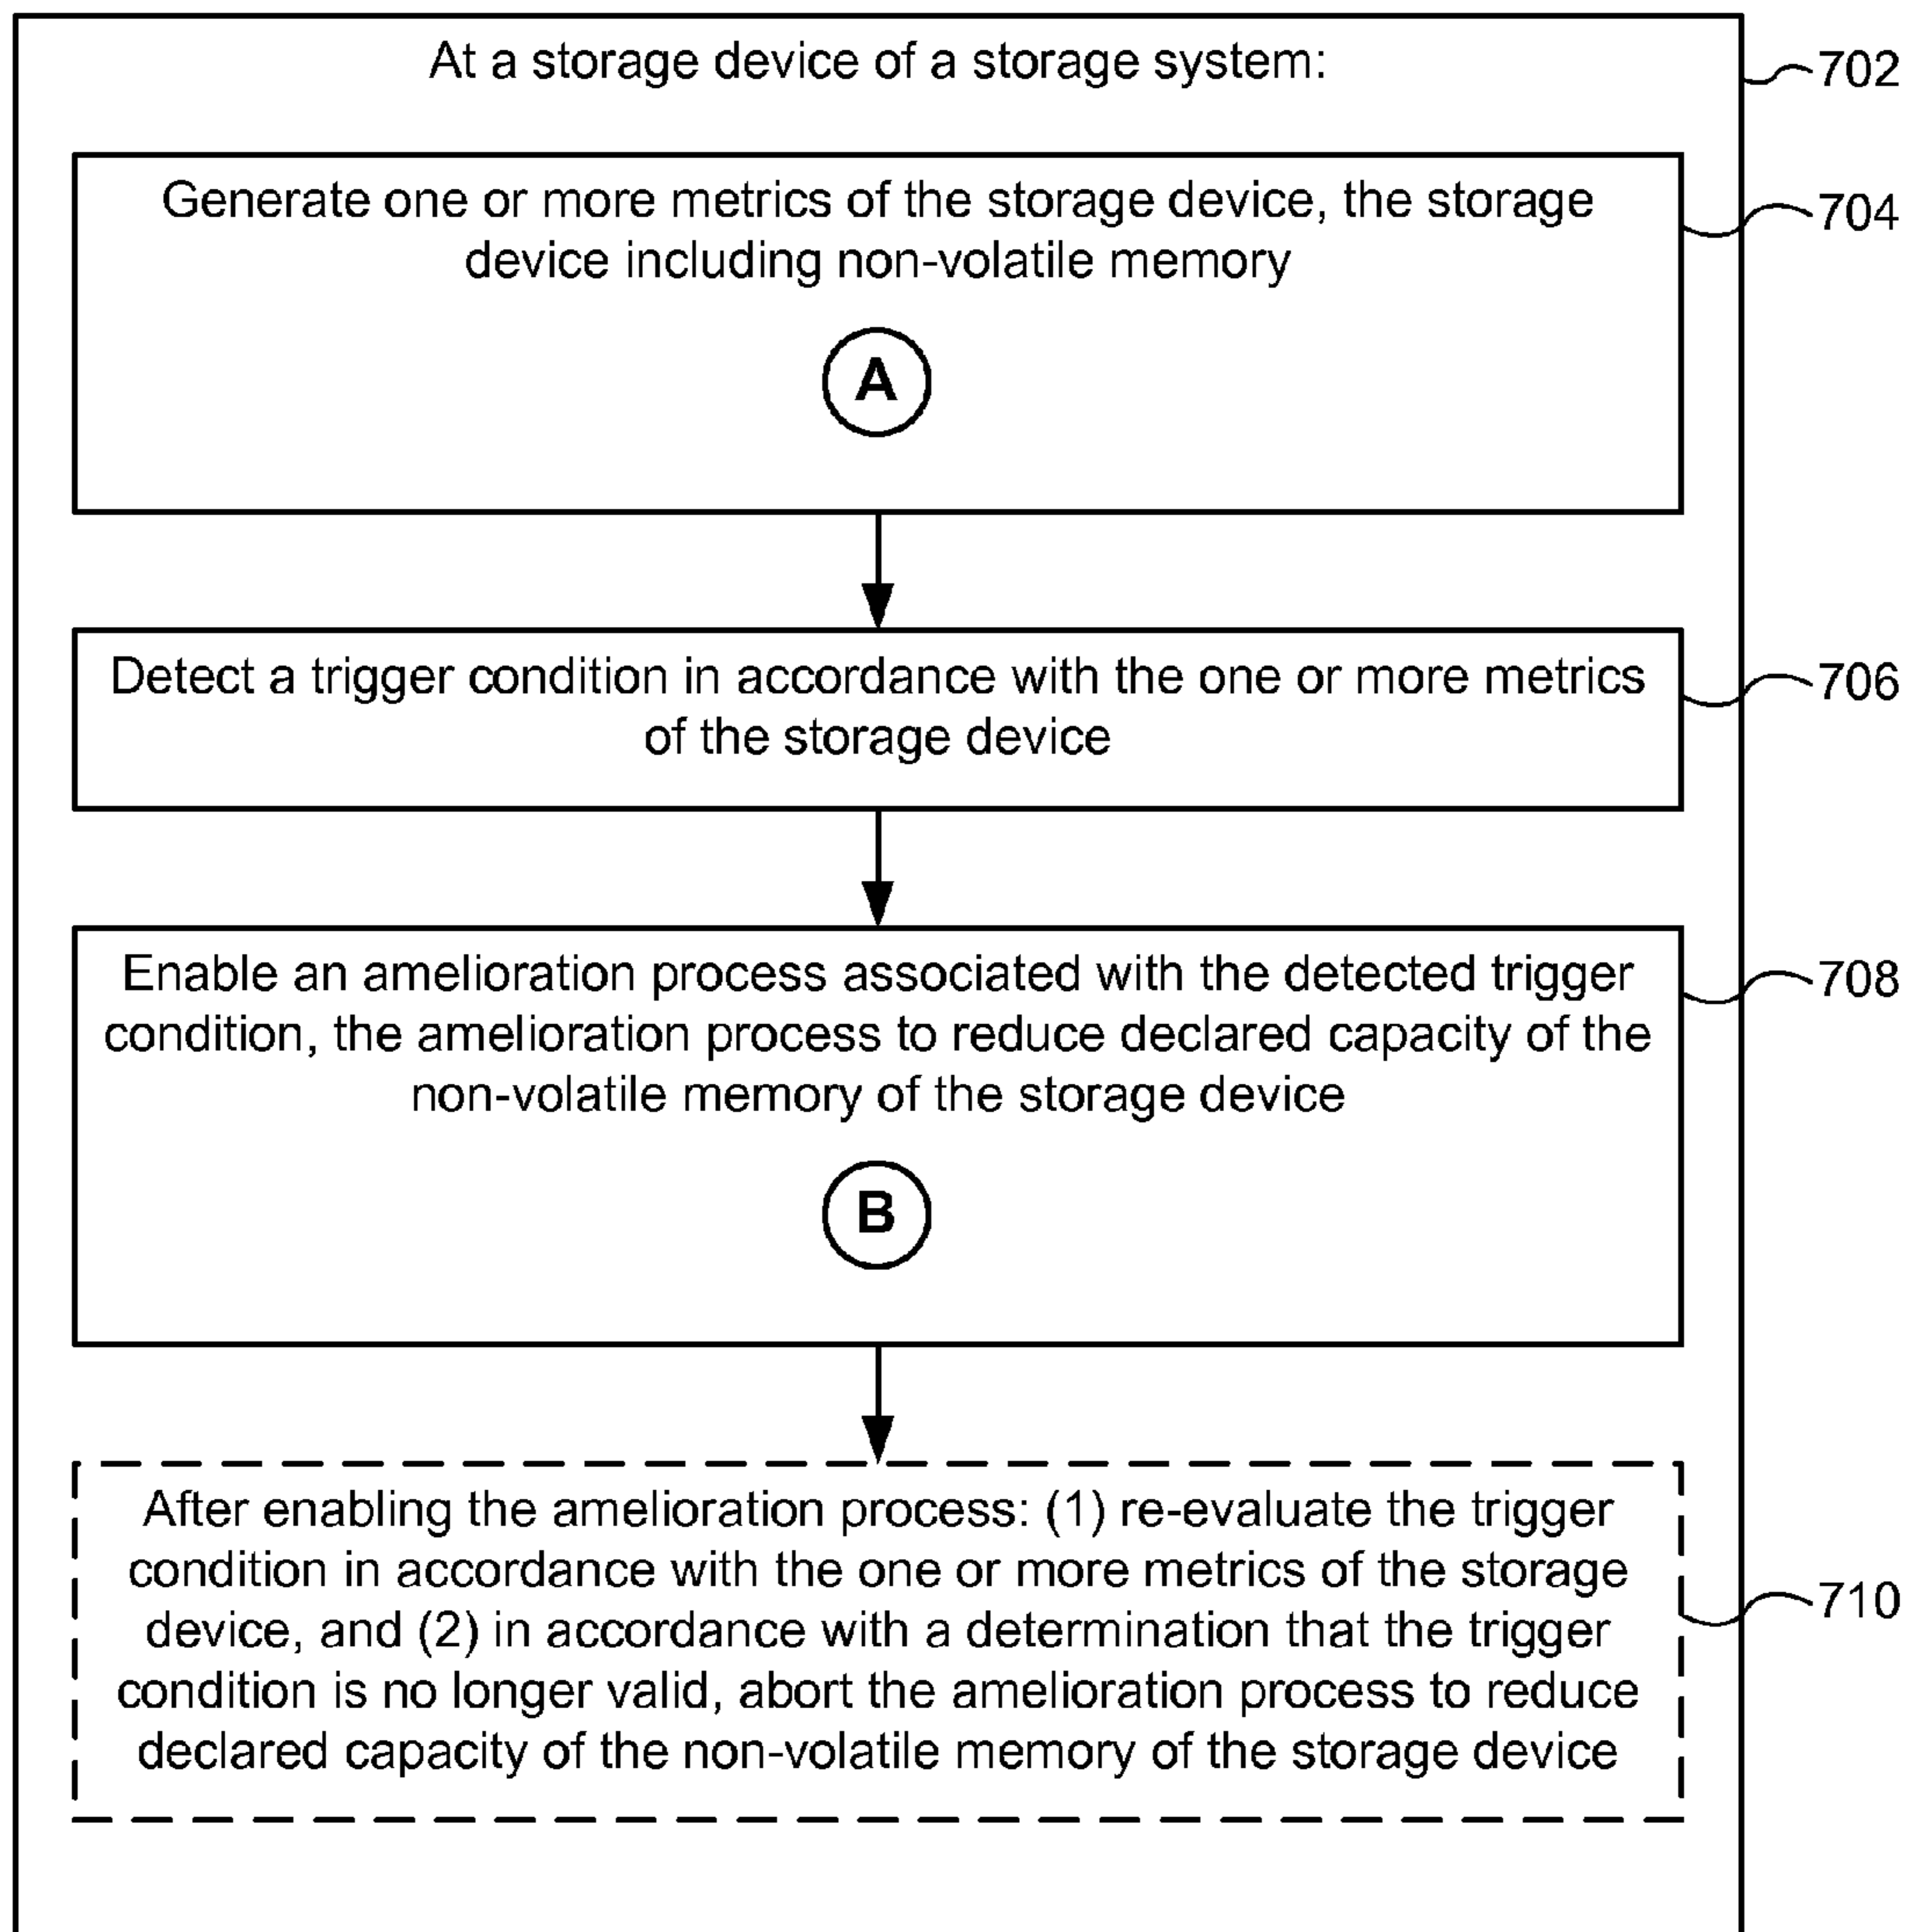 At a storage device of a storage system:
702
Generate one or more metrics of the storage device, the storage
device including non-volatile memory
704
A
Detect a trigger condition in accordance with the one or more metrics
of the storage device
706
Enable an amelioration process associated with the detected trigger
condition, the amelioration process to reduce declared capacity of the
non-volatile memory of the storage device
708
B
After enabling the amelioration process: (1) re-evaluate the trigger
condition in accordance with the one or more metrics of the storage
device, and (2) in accordance with a determination that the trigger
condition is no longer valid, abort the amelioration process to reduce
declared capacity of the non-volatile memory of the storage device
710